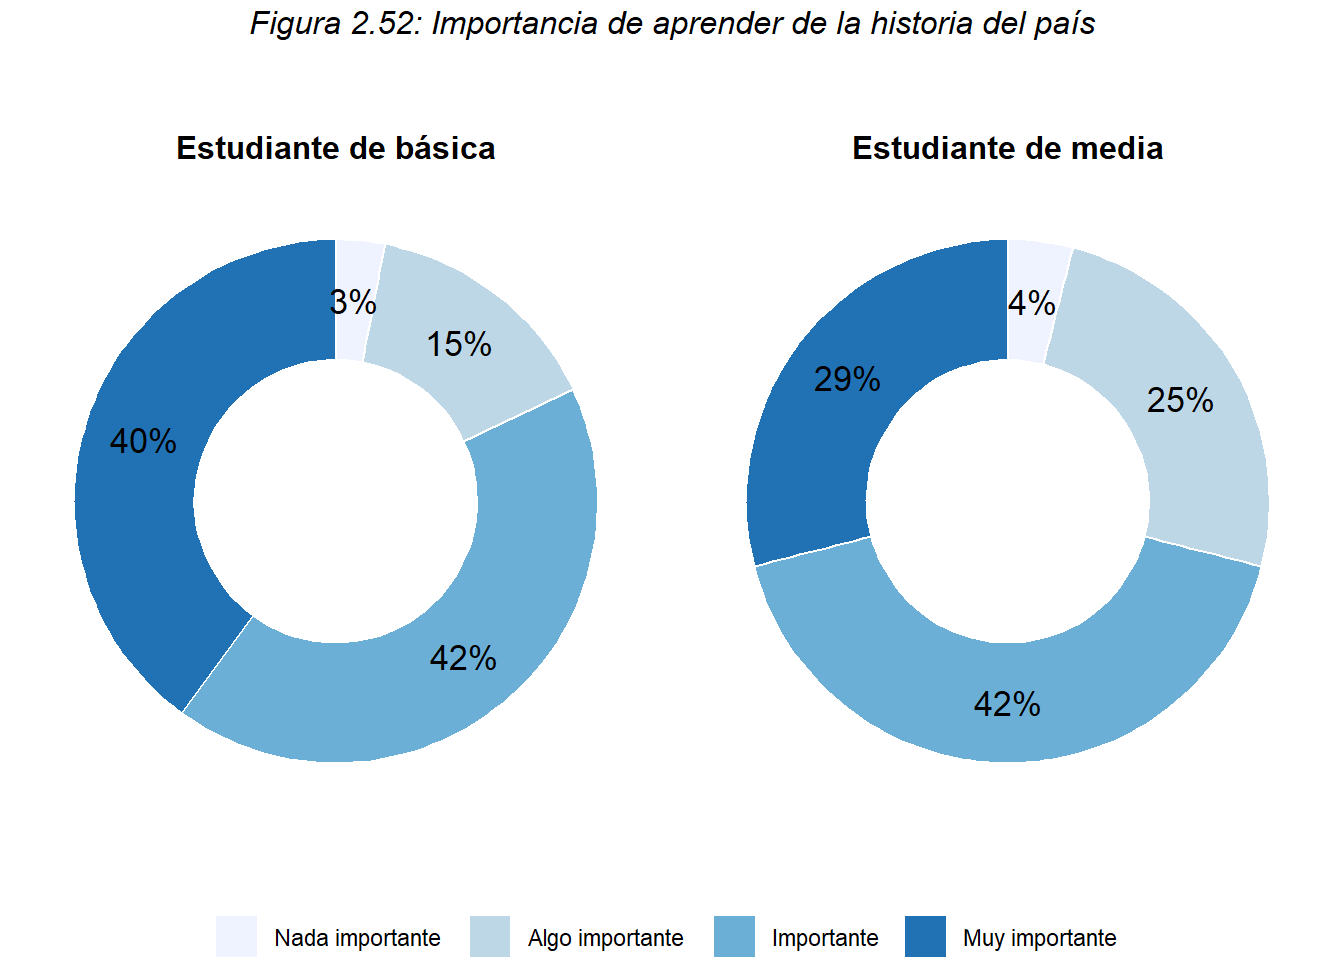 Figura 2.52: Importancia de aprender de la historia del país
Estudiante de básica
3%
15%
40%
42%
Estudiante de media
4%
29%
25%
42%
Nada importante
Algo importante
Importante
Muy importante